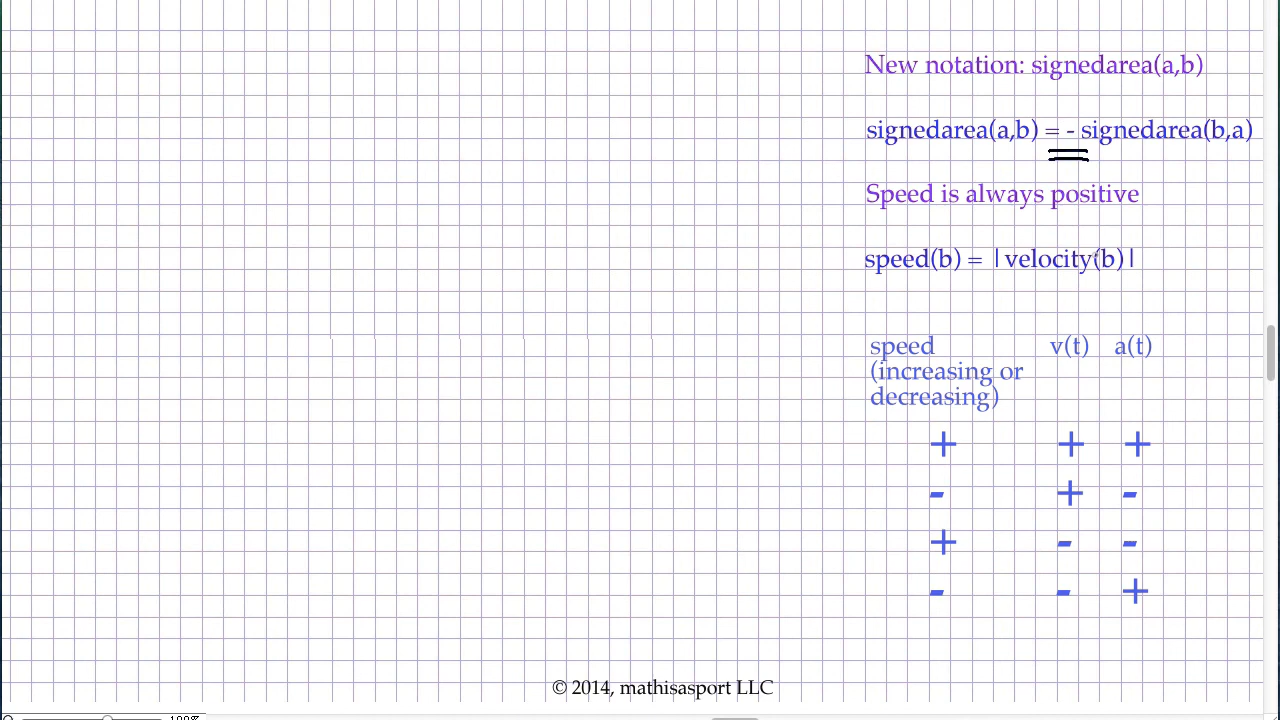 New notation: signedarea(a,b)
signedarea(a,b) = - signedarea(b,a)
Speed is always positive
speed(b) = |velocity(b)|
speed v(t) a(t)
(increasing or
decreasing)
+ + +
- + -
+ - -
- - +
© 2014, mathisasport LLC